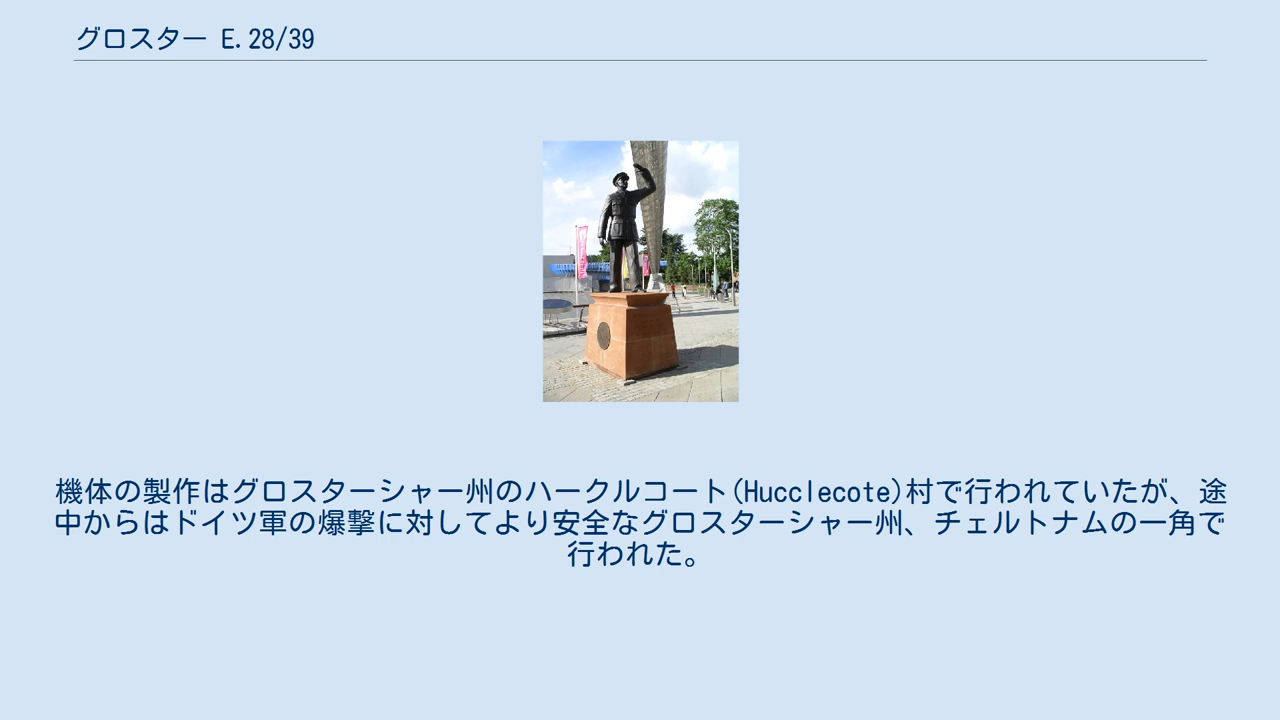 グロスター E.28/39
機体の製作はグロスターシャー州のハークルコート(Hucclecote)村で行われていたが、途
中からはドイツ軍の爆撃に対してより安全なグロスターシャー州、チェルトナムの一角で
行われた。